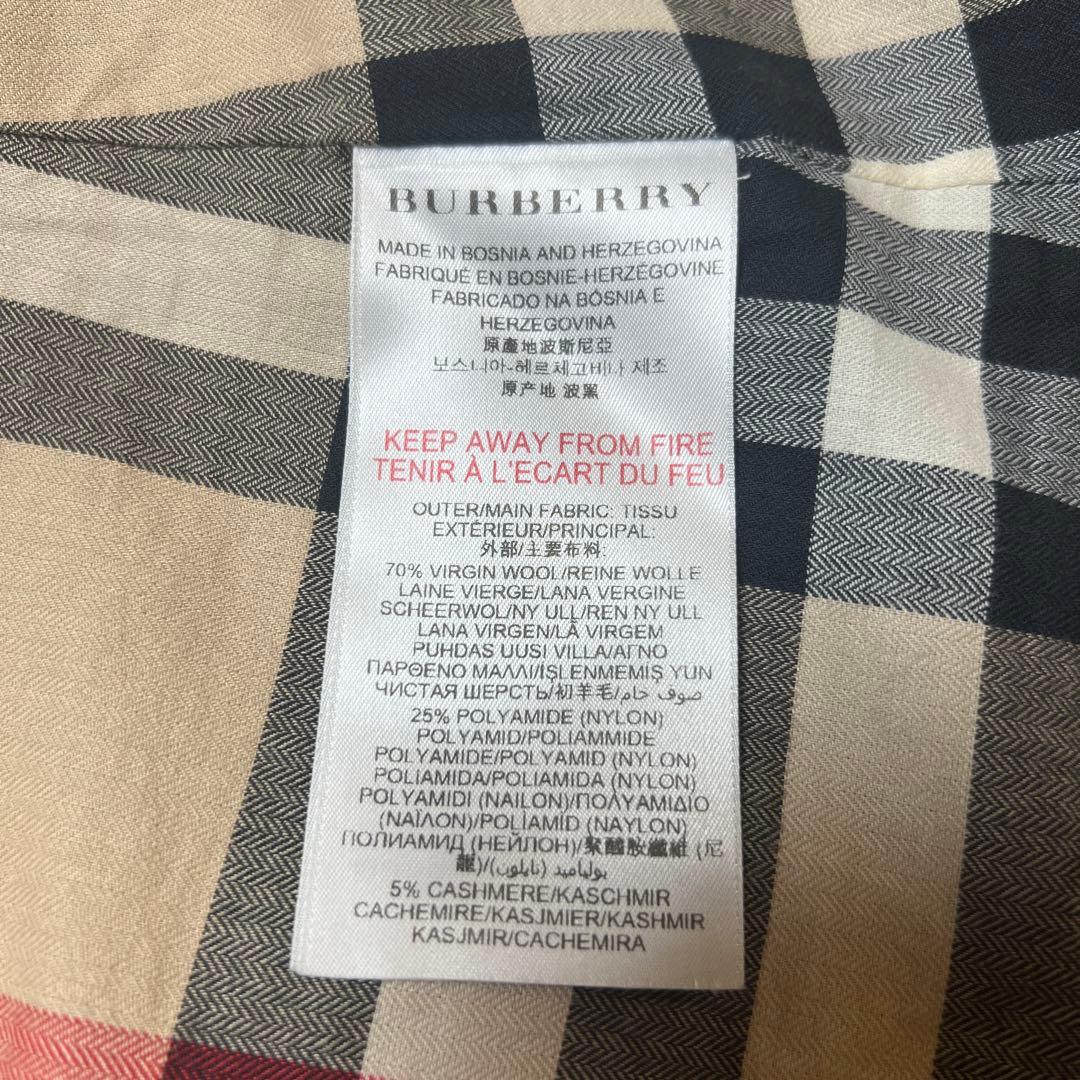 BURBERRY
MADE IN BOSNIA AND HERZEGOVINA
FABRIQUÉ EN BOSNIE-HERZÉGOVINE
FABRICADO NA BÓSNIA E
HERZEGOVINA
原產地波斯尼亞
보스니아-헤르체고비나 제조
原产地 波黑
KEEP AWAY FROM FIRE
TENIR À L'ECART DU FEU
OUTER/MAIN FABRIC: TISSU
EXTÉRIEUR/PRINCIPAL:
外部/主要布料:
70% VIRGIN WOOL/REINE WOLLE
LAINE VIERGE/LANA VERGINE
SCHEERWOL/NY ULL/REN NY ULL
LANA VIRGEN/LÃ VIRGEM
PUHDAS UUSI VILLA/ΑΓΝΟ
ΠΑΡΘΕΝΟ ΜΑΛΛΙ/İŞLENMEMİŞ YUN
ЧИСТАЯ ШЕРСТЬ/初羊毛/صوف خام
25% POLYAMIDE (NYLON)
POLYAMID/POLIAMMIDE
POLYAMIDE/POLYAMID (NYLON)
POLIAMIDA/POLIAMIDA (NYLON)
POLYAMIDI (NAILON)/ΠΟΛΥΑΜΙΔΙΟ
(ΝΑΪΛΟΝ)/POLİAMİD (NAYLON)
ПОЛИАМИД (НЕЙЛОН)/聚醯胺纖維 (尼
龍)/بوليامید (نايلون)
5% CASHMERE/KASCHMIR
CACHEMIRE/KASJMIER/KASHMIR
KASJMIR/CACHEMIRA